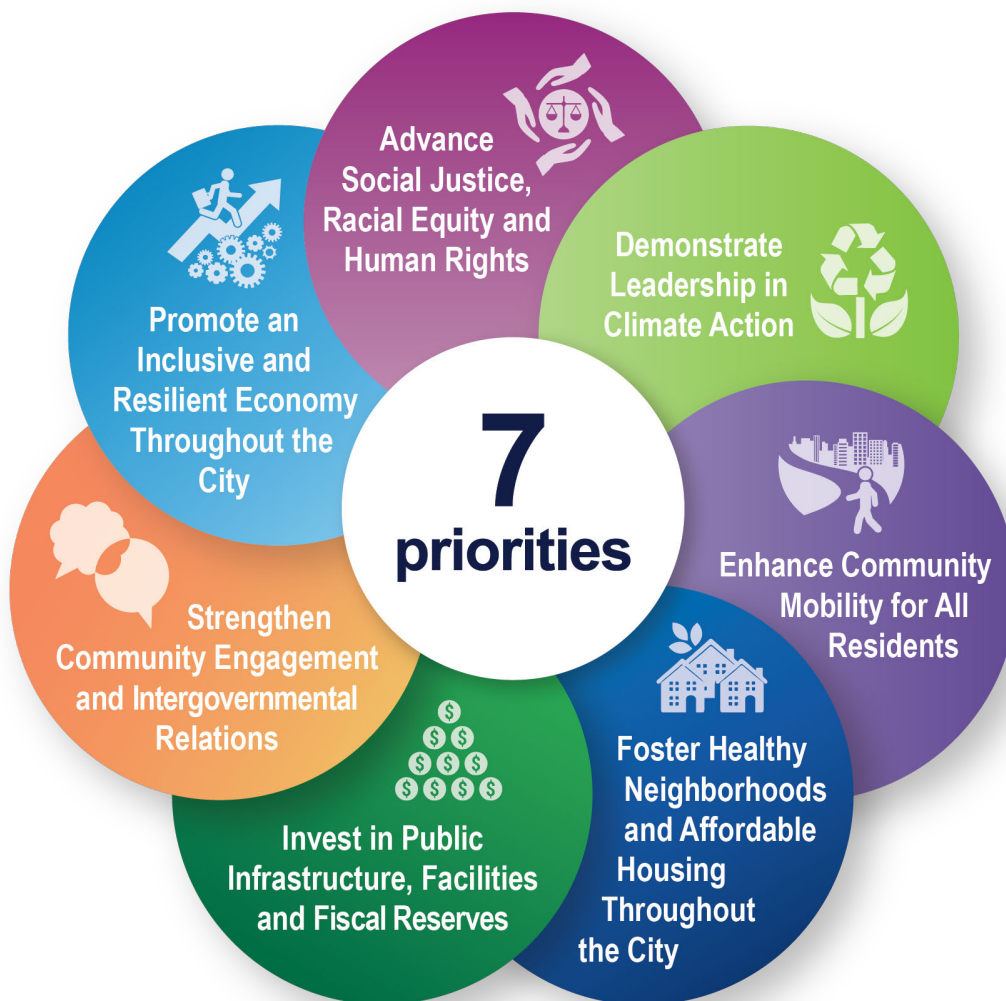 7
priorities
Advance
Social Justice,
Racial Equity and
Human Rights
Demonstrate
Leadership in
Climate Action
Enhance Community
Mobility for All
Residents
Foster Healthy
Neighborhoods
and Affordable
Housing
Throughout
the City
Invest in Public
Infrastructure, Facilities
and Fiscal Reserves
Strengthen
Community Engagement
and Intergovernmental
Relations
Promote an
Inclusive and
Resilient Economy
Throughout the
City
$
$ $
$ $ $
$ $ $ $